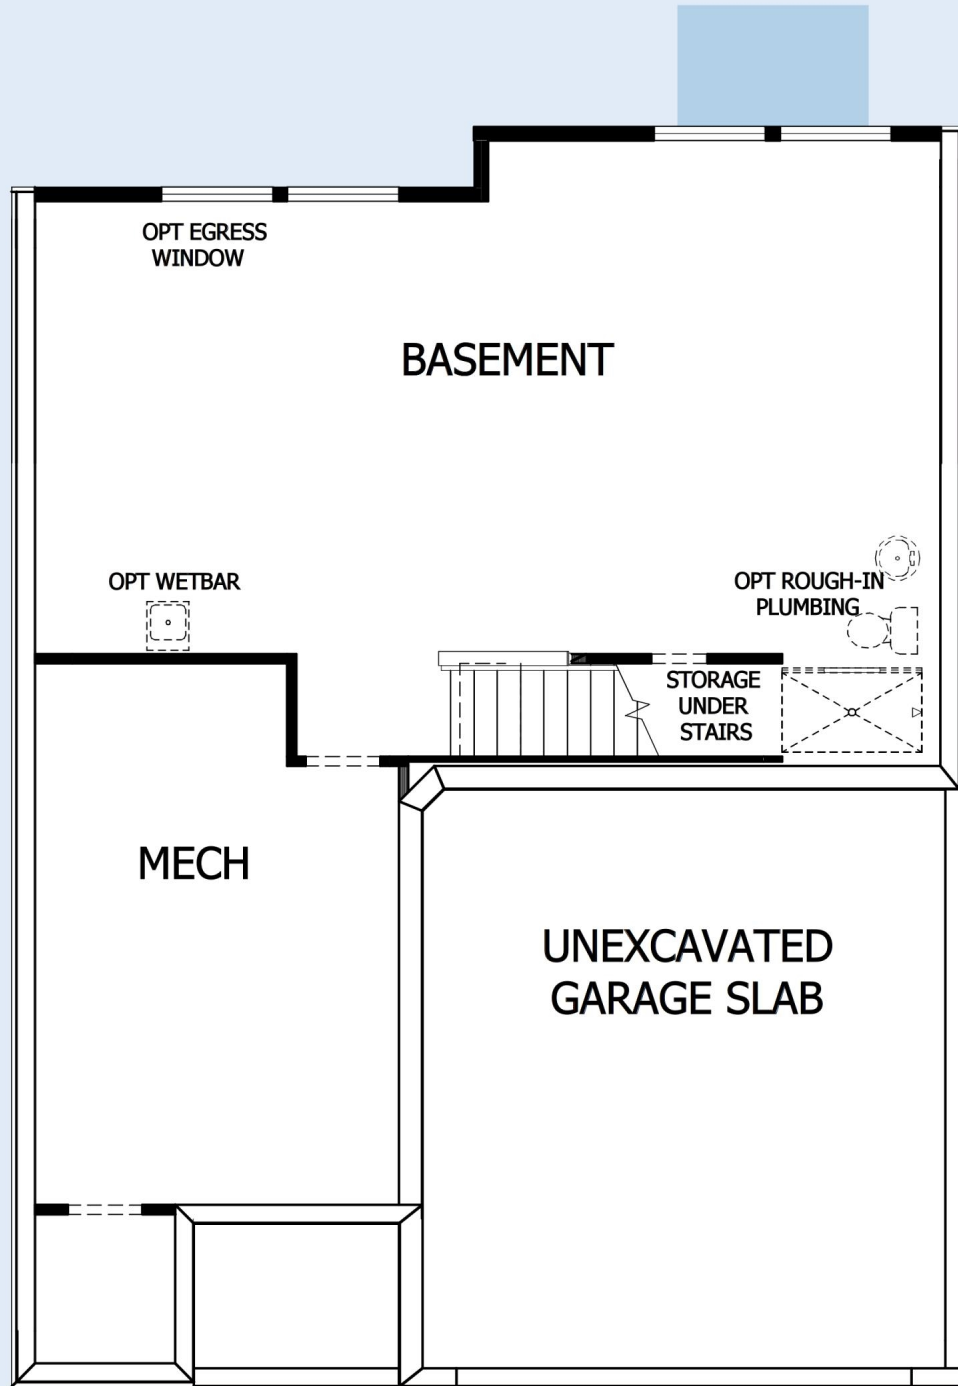 OPT EGRESS
WINDOW
BASEMENT
OPT WETBAR
OPT ROUGH-IN
PLUMBING
STORAGE
UNDER
STAIRS
MECH
UNEXCAVATED
GARAGE SLAB